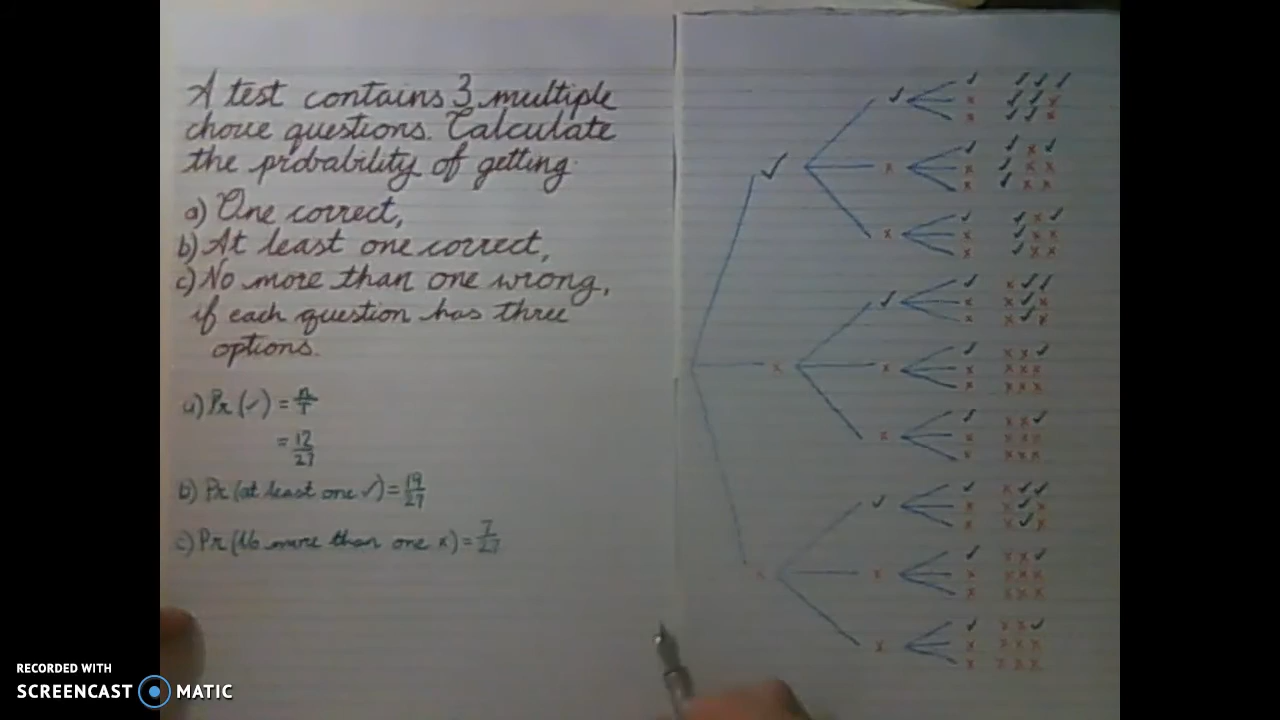 A test contains 3 multiple
choice questions. Calculate
the probability of getting:
a) One correct,
b) At least one correct,
c) No more than one wrong,
if each question has three
options.
a) Pr(✓) = n/T
= 12/27
b) Pr(at least one ✓) = 19/27
c) Pr(No more than one x) = 7/27
✓ ✓ ✓ ✓ ✓
x ✓ ✓ x
x ✓ ✓ x
✓ x ✓ ✓ x ✓
x ✓ x x
x ✓ x x
x ✓ ✓ x ✓
x ✓ x x
x ✓ x x
✓ ✓ x ✓ ✓
x x ✓ x
x x ✓ x
x x ✓ x x ✓
x x x x
x x x x
x ✓ x x ✓
x x x x
x x x x
✓ ✓ x ✓ ✓
x x ✓ x
x x ✓ x
x x ✓ x x ✓
x x x x
x x x x
x ✓ x x ✓
x x x x
x x x x
RECORDED WITH
SCREENCAST MATIC